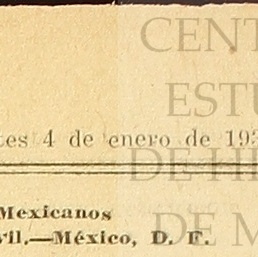 CENT
ESTU
tes 4 de enero de 193
DE HI
Mexicanos
vil.—México, D. F.
DE M